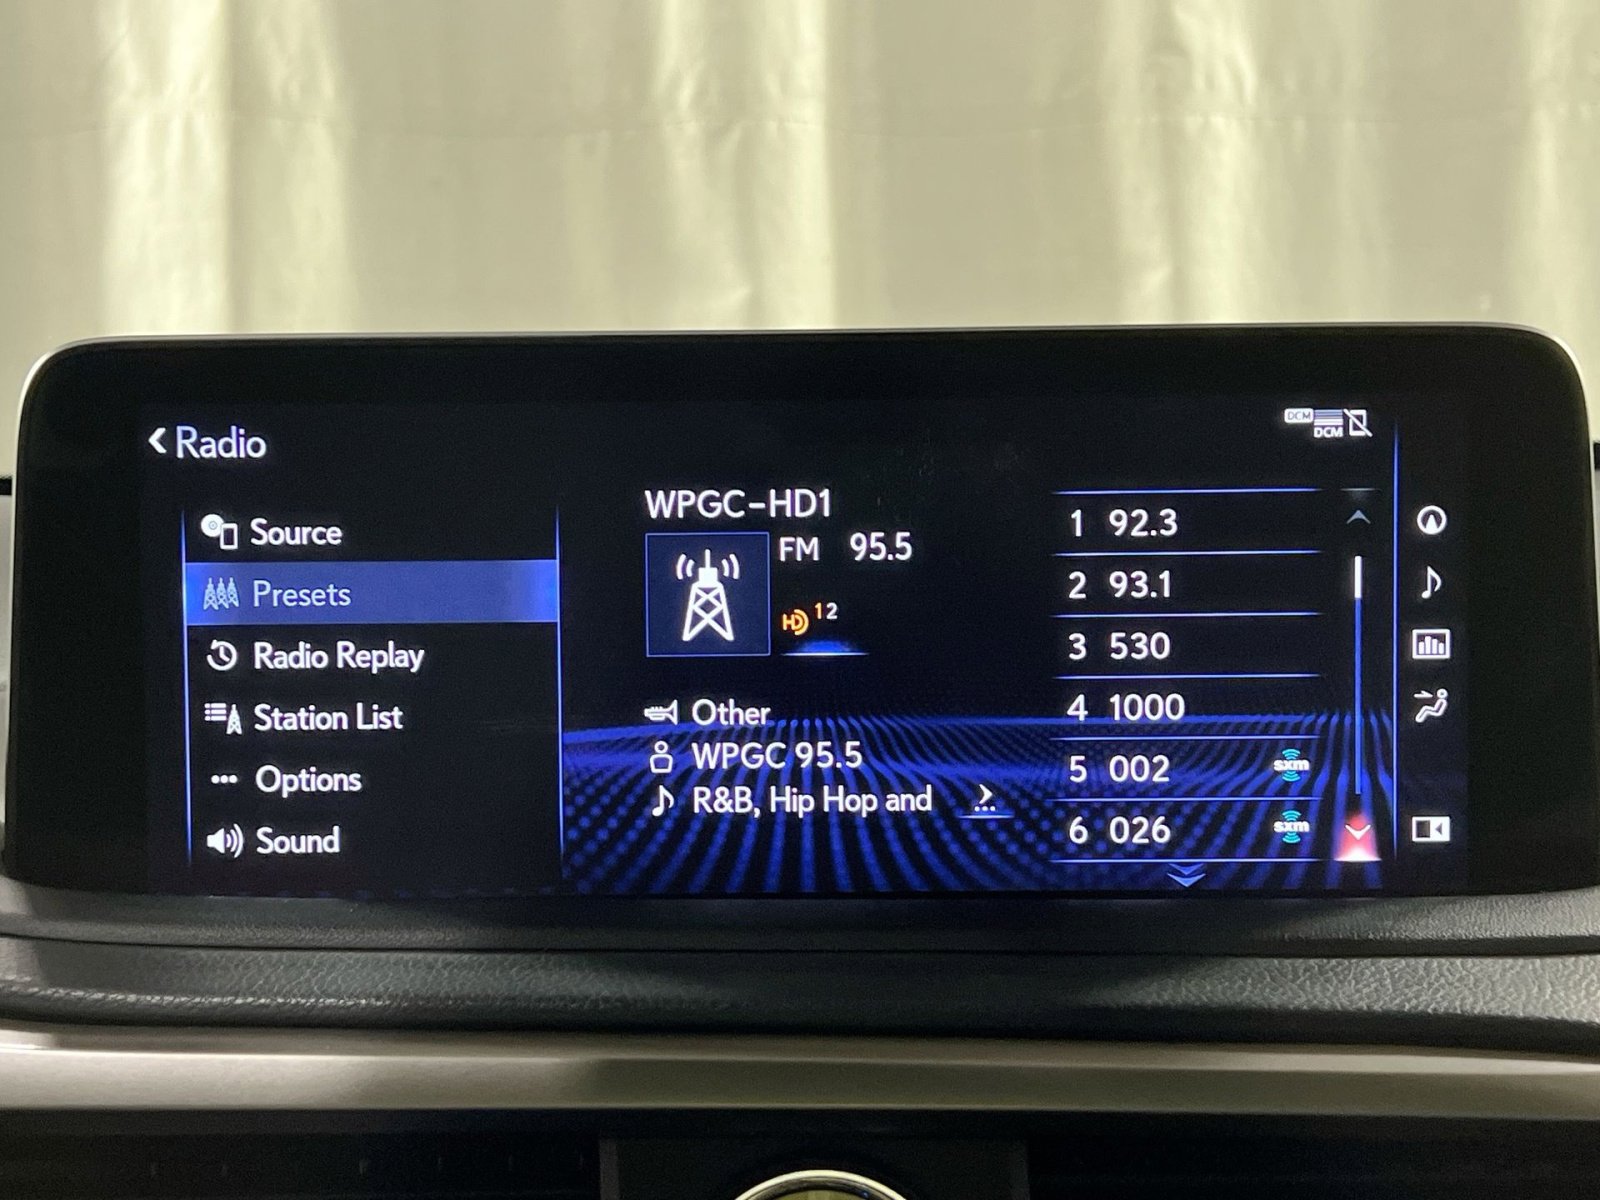 Radio
DCM
DCM
Source
Presets
Radio Replay
Station List
Options
Sound
WPGC-HD1
FM 95.5
HD 1 2
Other
WPGC 95.5
R&B, Hip Hop and
1 92.3
2 93.1
3 530
4 1000
5 002 sxm
6 026 sxm